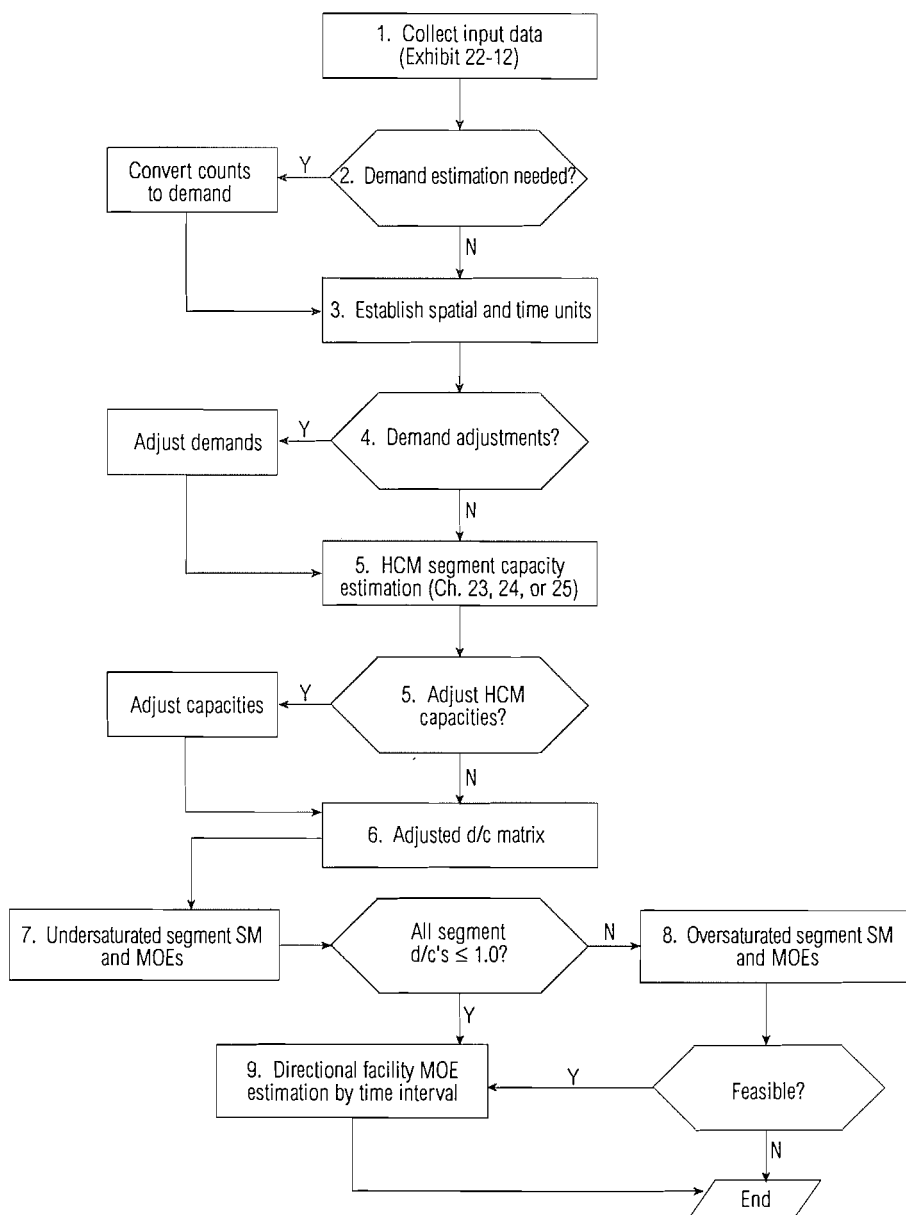 1. Collect input data
(Exhibit 22-12)
Convert counts
to demand
Y
2. Demand estimation needed?
N
3. Establish spatial and time units
Adjust demands
Y
4. Demand adjustments?
N
5. HCM segment capacity
estimation (Ch. 23, 24, or 25)
Adjust capacities
Y
5. Adjust HCM
capacities?
N
6. Adjusted d/c matrix
7. Undersaturated segment SM
and MOEs
All segment
d/c's ≤ 1.0?
N
8. Oversaturated segment SM
and MOEs
Y
9. Directional facility MOE
estimation by time interval
Y
Feasible?
N
End